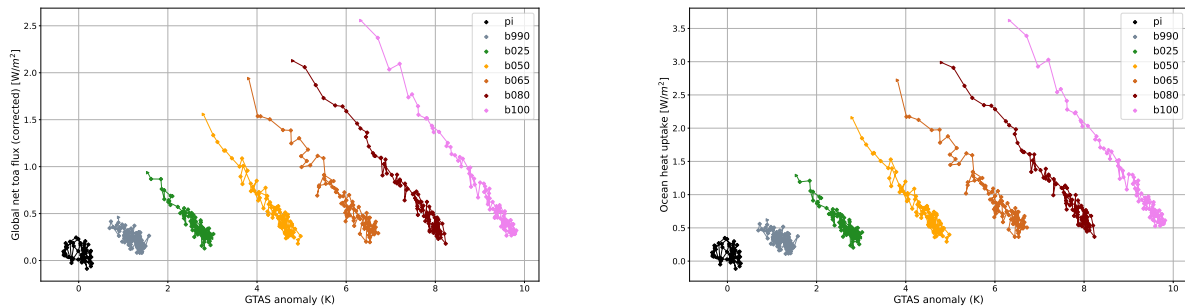 Global net toa flux (corrected) [W/m²]
2.5
2.0
1.5
1.0
0.5
0.0
0 2 4 6 8 10
GTAS anomaly (K)
pi
b990
b025
b050
b065
b080
b100
Ocean heat uptake [W/m²]
3.5
3.0
2.5
2.0
1.5
1.0
0.5
0.0
0 2 4 6 8 10
GTAS anomaly (K)
pi
b990
b025
b050
b065
b080
b100